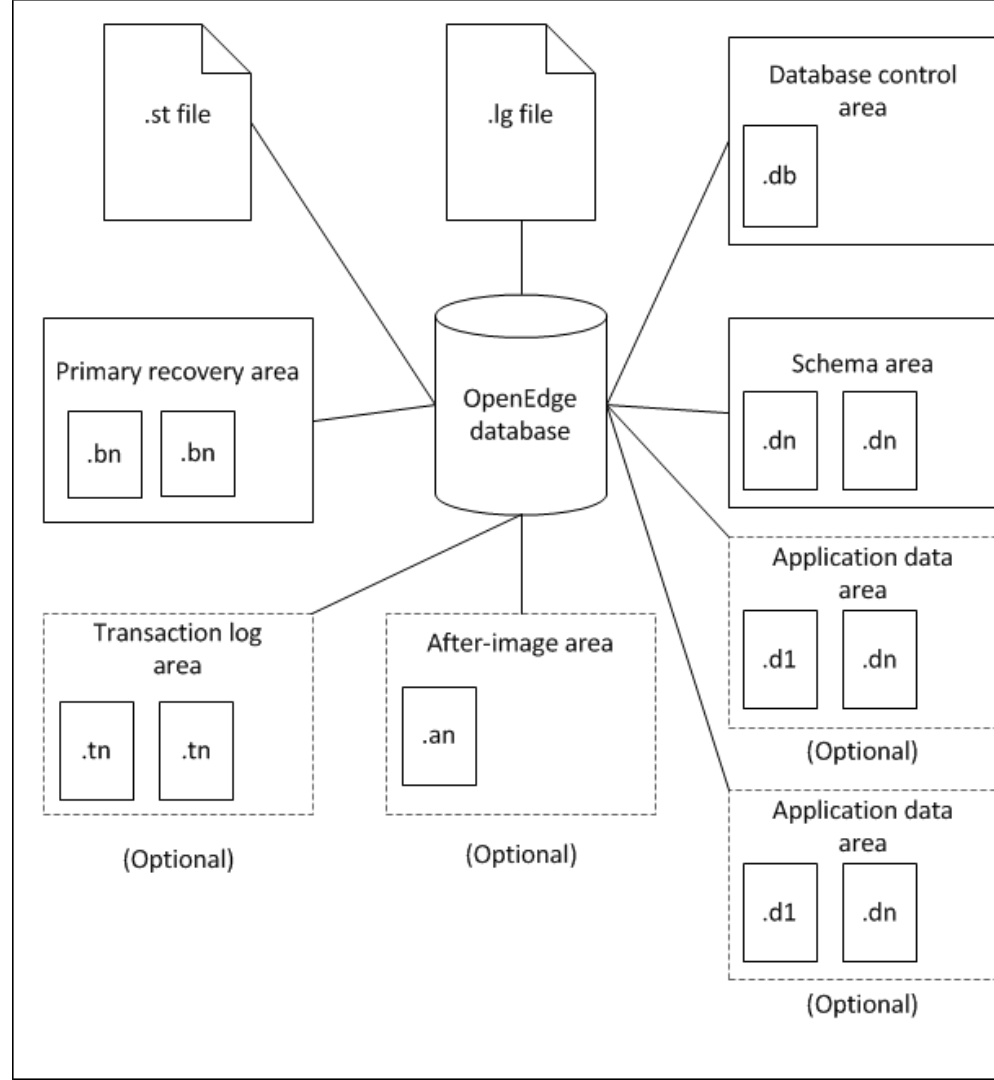 .st file
.lg file
Database control
area
.db
Primary recovery area
.bn
.bn
OpenEdge
database
Schema area
.dn
.dn
Application data
area
.d1
.dn
(Optional)
Transaction log
area
.tn
.tn
(Optional)
After-image area
.an
(Optional)
Application data
area
.d1
.dn
(Optional)